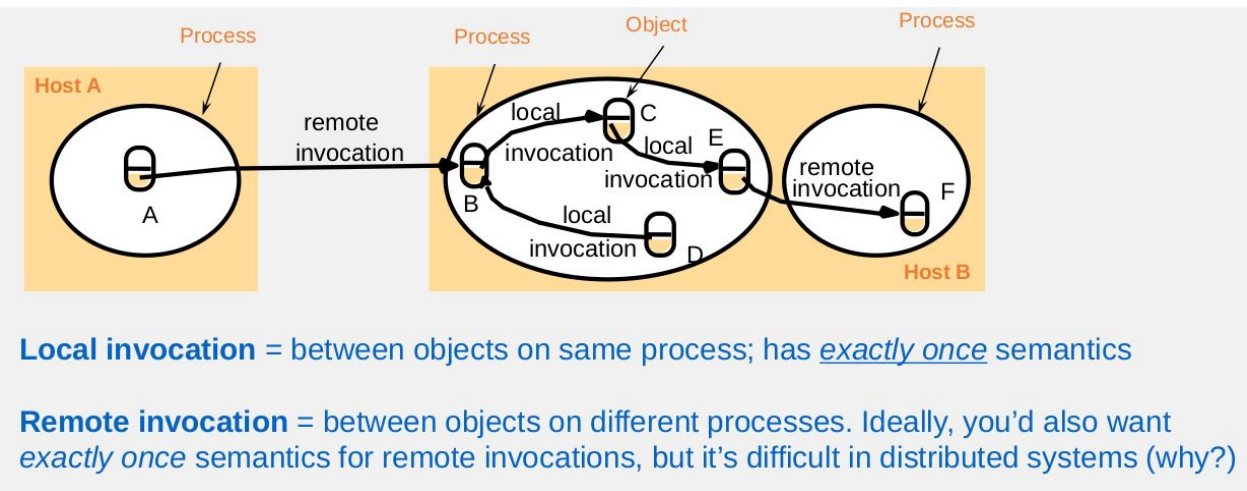 Process
Process
Object
Process
Host A
remote
invocation
A
B
local
invocation
C
local
invocation
E
local
invocation
D
remote
invocation
F
Host B
Local invocation = between objects on same process; has exactly once semantics
Remote invocation = between objects on different processes. Ideally, you’d also want
exactly once semantics for remote invocations, but it’s difficult in distributed systems (why?)